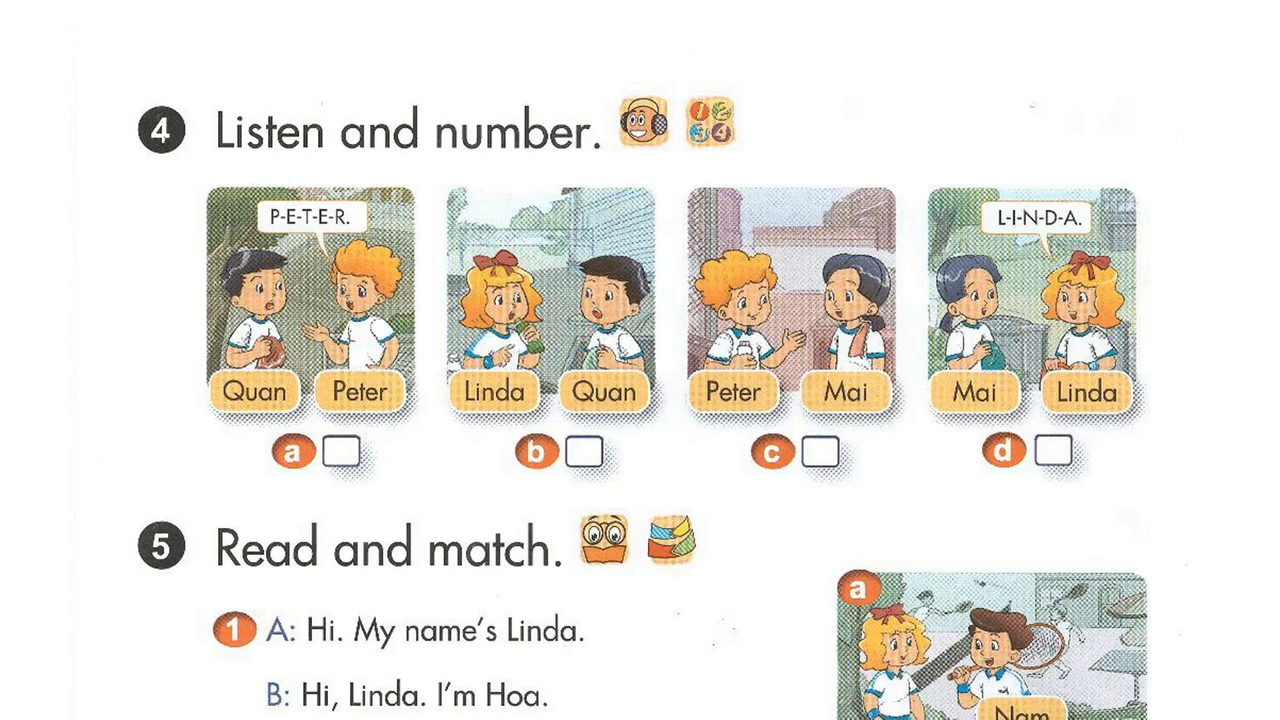 4 Listen and number.
P-E-T-E-R.
L-I-N-D-A.
Quan Peter Linda Quan Peter Mai Mai Linda
a b c d
5 Read and match.
a
1 A: Hi. My name's Linda.
B: Hi, Linda. I'm Hoa.
Nam